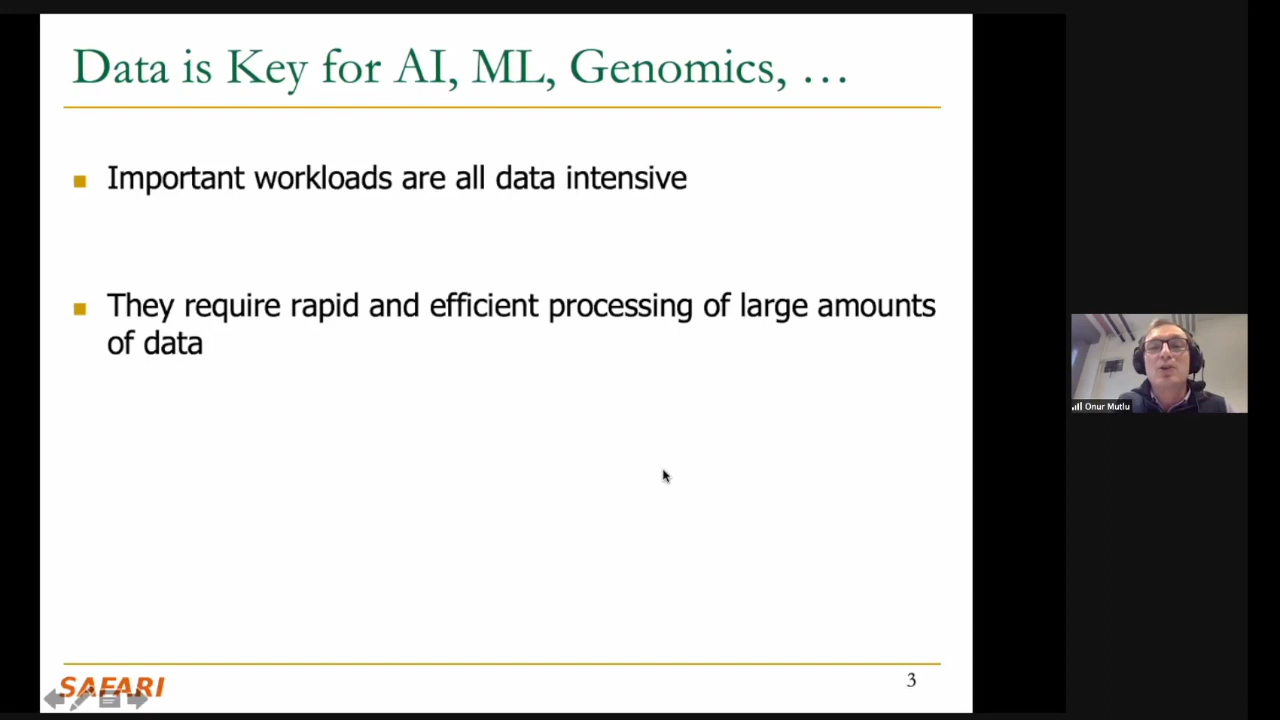 Data is Key for AI, ML, Genomics, …
Important workloads are all data intensive
They require rapid and efficient processing of large amounts
of data
Onur Mutlu
SAFARI
3